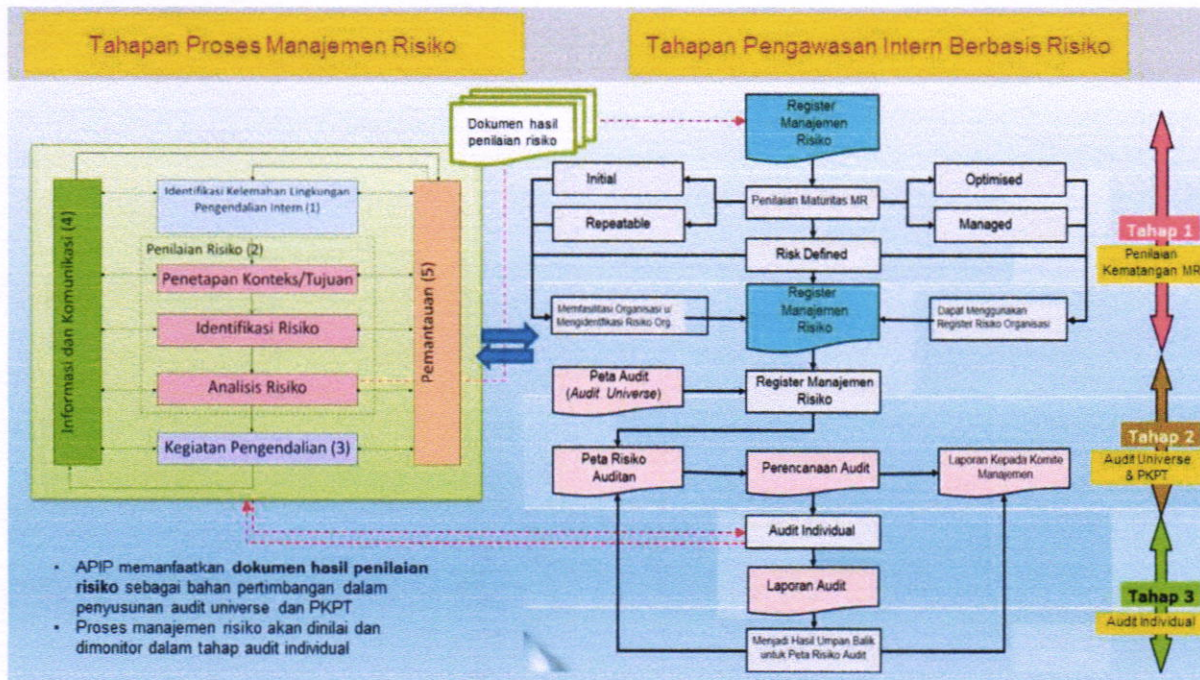 Tahapan Proses Manajemen Risiko
Tahapan Pengawasan Intern Berbasis Risiko
Dokumen hasil
penilaian risiko
Informasi dan Komunikasi (4)
Identifikasi Kelemahan Lingkungan
Pengendalian Intern (1)
Penilaian Risiko (2)
Penetapan Konteks/Tujuan
Identifikasi Risiko
Analisis Risiko
Kegiatan Pengendalian (3)
Pemantauan (5)
• APIP memanfaatkan dokumen hasil penilaian
risiko sebagai bahan pertimbangan dalam
penyusunan audit universe dan PKPT
• Proses manajemen risiko akan dinilai dan
dimonitor dalam tahap audit individual
Register
Manajemen
Risiko
Initial
Penilaian Maturitas MR
Optimised
Repeatable
Managed
Risk Defined
Memfasilitasi Organisasi u/
Mengidentifikasi Risiko Org.
Register
Manajemen
Risiko
Dapat Menggunakan
Register Risiko Organisasi
Peta Audit
(Audit Universe)
Register Manajemen
Risiko
Peta Risiko
Auditan
Perencanaan Audit
Laporan Kepada Komite
Manajemen
Audit Individual
Laporan Audit
Menjadi Hasil Umpan Balik
untuk Peta Risiko Audit
Tahap 1
Penilaian
Kematangan MR
Tahap 2
Audit Universe
& PKPT
Tahap 3
Audit Individual